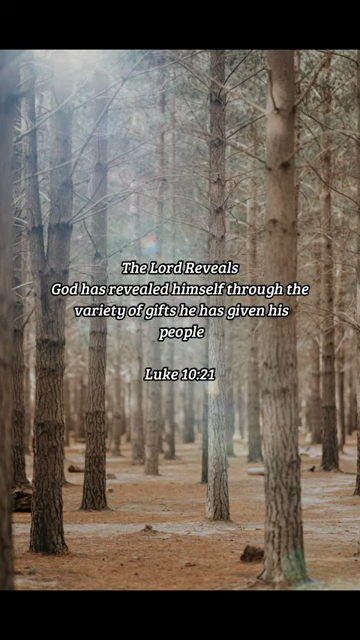 The Lord Reveals
God has revealed himself through the
variety of gifts he has given his
people
Luke 10:21